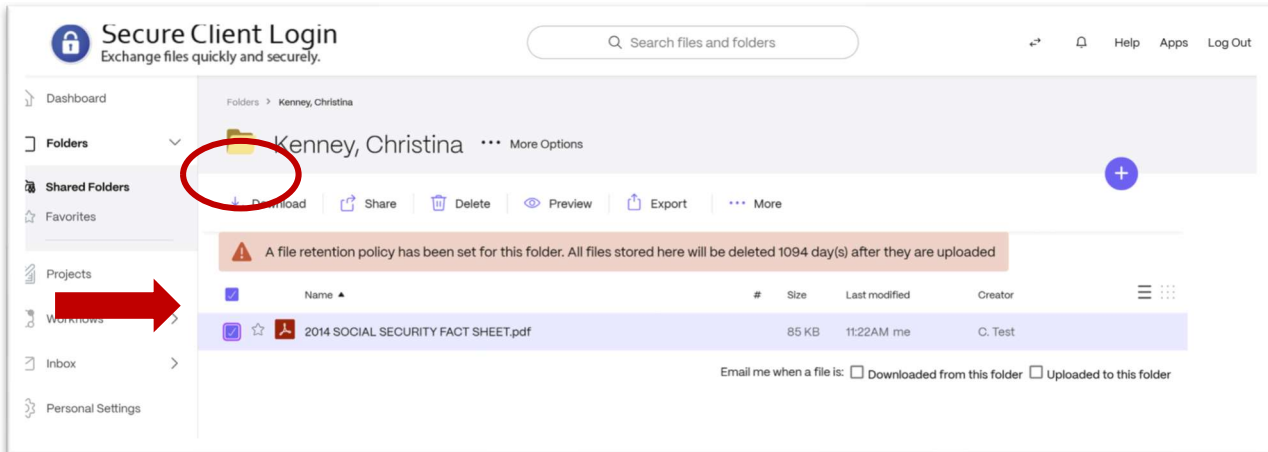 Secure Client Login
Exchange files quickly and securely.
Search files and folders
Help Apps Log Out
Dashboard
Folders
Shared Folders
Favorites
Projects
Workflows
Inbox
Personal Settings
Folders > Kenney, Christina
Kenney, Christina ••• More Options
+
Download Share Delete Preview Export ••• More
A file retention policy has been set for this folder. All files stored here will be deleted 1094 day(s) after they are uploaded
Name ▲ # Size Last modified Creator
2014 SOCIAL SECURITY FACT SHEET.pdf 85 KB 11:22AM me C. Test
Email me when a file is: Downloaded from this folder Uploaded to this folder